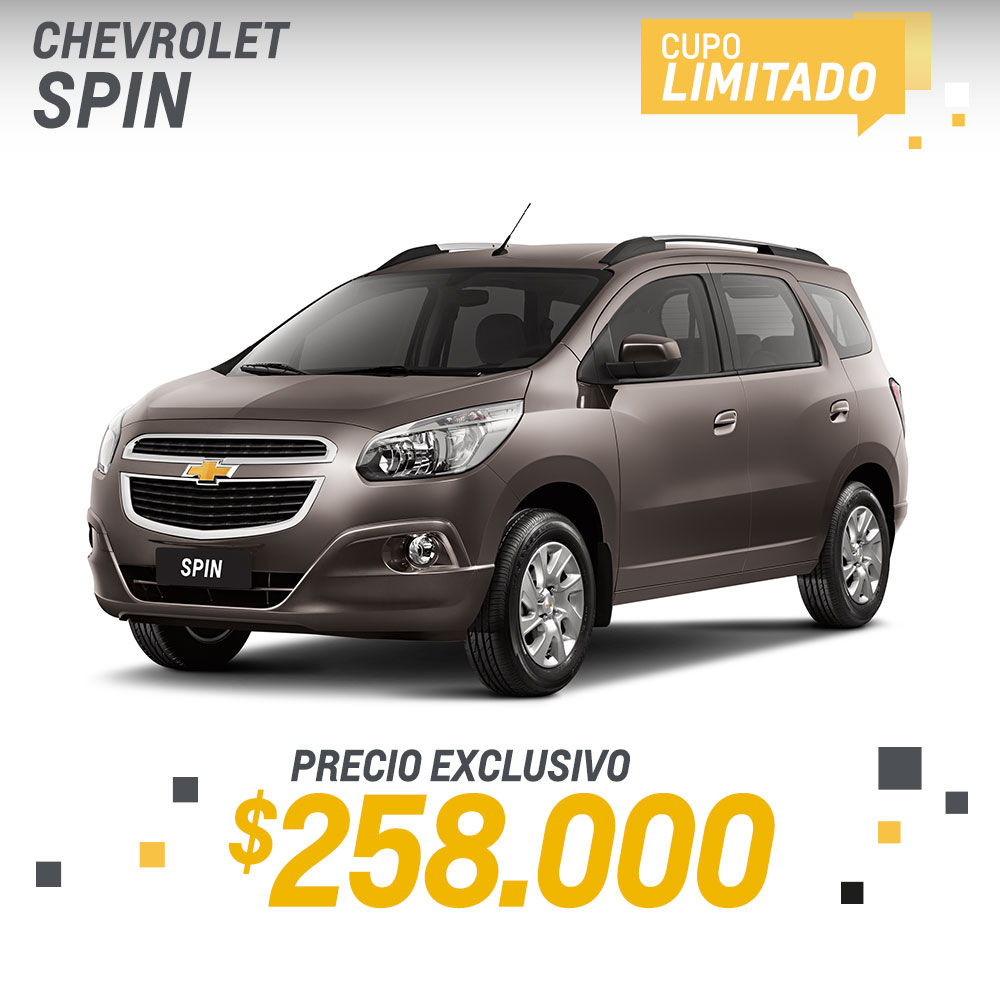 CHEVROLET
SPIN
CUPO
LIMITADO
SPIN
PRECIO EXCLUSIVO
$258.000